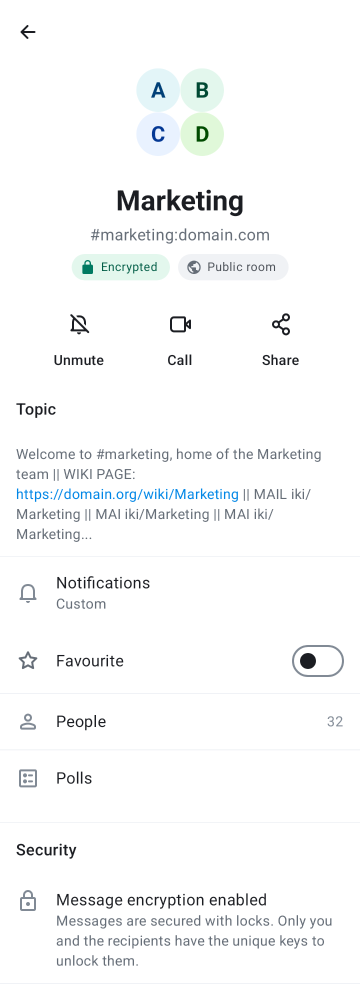 A B
C D
Marketing
#marketing:domain.com
Encrypted Public room
Unmute Call Share
Topic
Welcome to #marketing, home of the Marketing
team || WIKI PAGE:
https://domain.org/wiki/Marketing || MAIL iki/
Marketing || MAI iki/Marketing || MAI iki/
Marketing...
Notifications
Custom
Favourite
People 32
Polls
Security
Message encryption enabled
Messages are secured with locks. Only you
and the recipients have the unique keys to
unlock them.